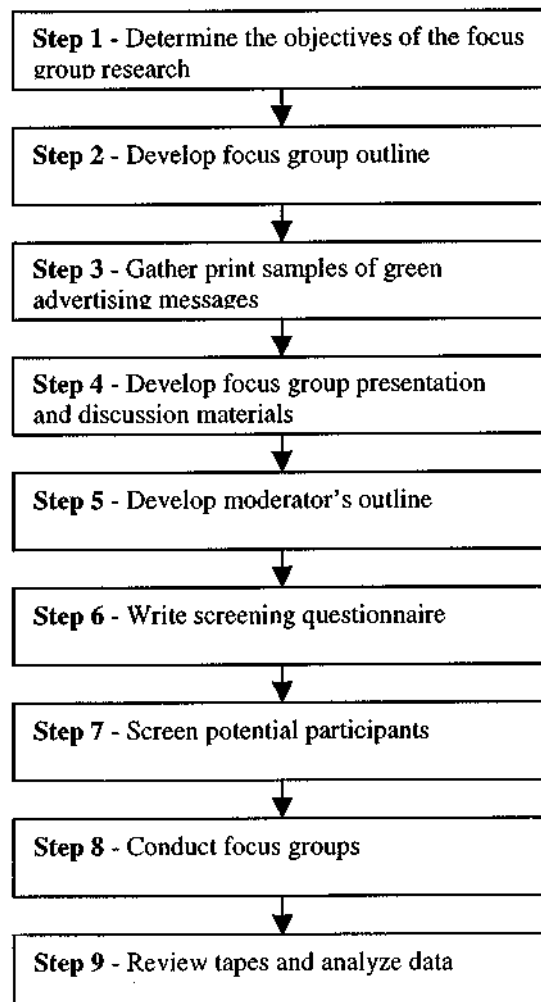 Step 1 - Determine the objectives of the focus
group research
Step 2 - Develop focus group outline
Step 3 - Gather print samples of green
advertising messages
Step 4 - Develop focus group presentation
and discussion materials
Step 5 - Develop moderator's outline
Step 6 - Write screening questionnaire
Step 7 - Screen potential participants
Step 8 - Conduct focus groups
Step 9 - Review tapes and analyze data